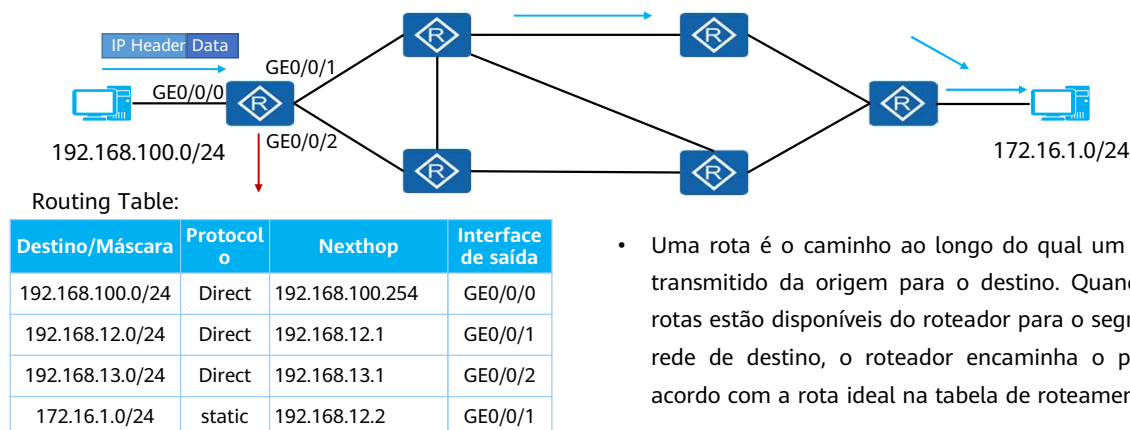 IP Header Data
GE0/0/1
GE0/0/0
GE0/0/2
192.168.100.0/24
172.16.1.0/24
Routing Table:
Destino/Máscara Protocol o Nexthop Interface de saída
192.168.100.0/24 Direct 192.168.100.254 GE0/0/0
192.168.12.0/24 Direct 192.168.12.1 GE0/0/1
192.168.13.0/24 Direct 192.168.13.1 GE0/0/2
172.16.1.0/24 static 192.168.12.2 GE0/0/1
• Uma rota é o caminho ao longo do qual um
transmitido da origem para o destino. Quan
rotas estão disponíveis do roteador para o seg
rede de destino, o roteador encaminha o p
acordo com a rota ideal na tabela de roteame
R
R
R
R
R
R